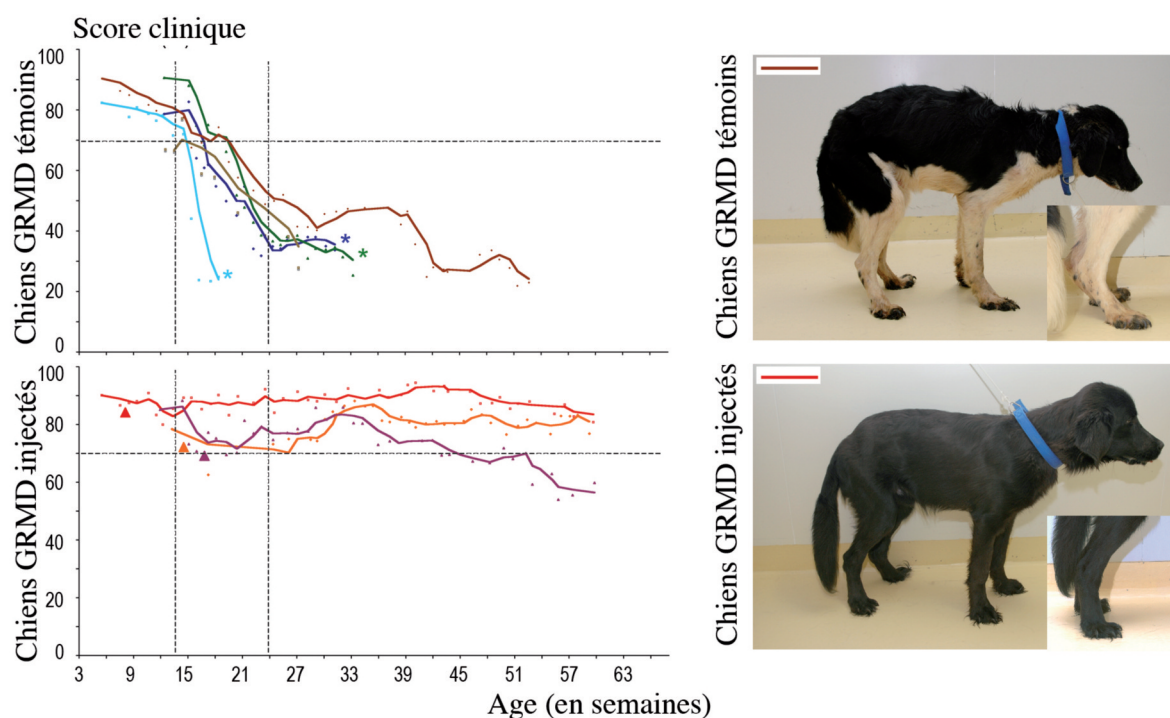 Score clinique
100
80
60
40
20
0
Chiens GRMD témoins
*
*
*
Chiens GRMD témoins
100
80
60
40
20
0
Chiens GRMD injectés
3 9 15 21 27 33 39 45 51 57 63
Age (en semaines)
Chiens GRMD injectés